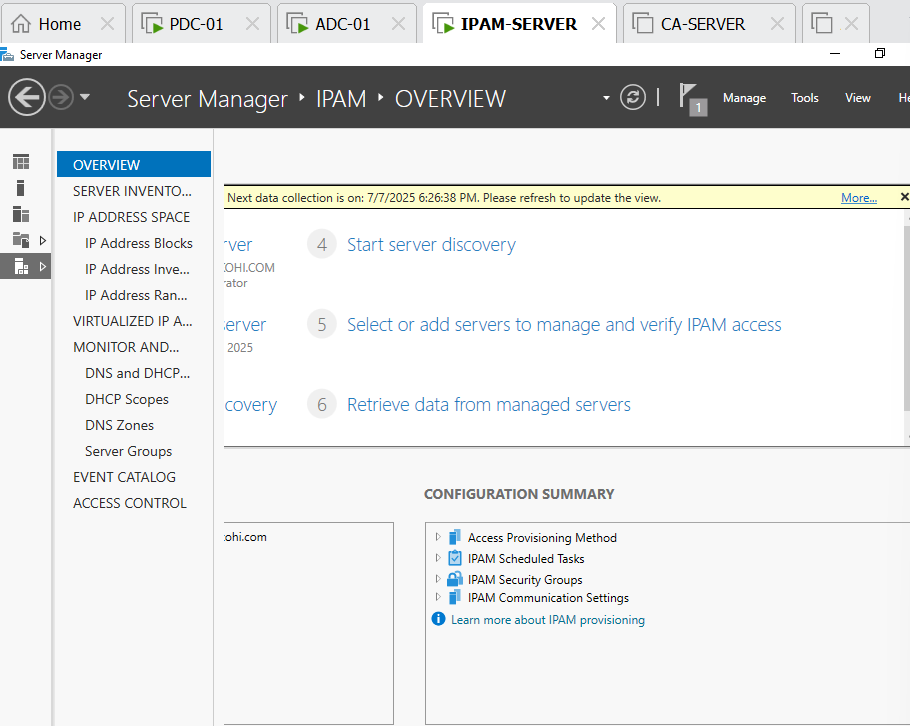 Home
PDC-01
ADC-01
IPAM-SERVER
CA-SERVER
Server Manager
Server Manager IPAM OVERVIEW
1
Manage
Tools
View
He
OVERVIEW
SERVER INVENTO...
IP ADDRESS SPACE
IP Address Blocks
IP Address Inve...
IP Address Ran...
VIRTUALIZED IP A...
MONITOR AND...
DNS and DHCP...
DHCP Scopes
DNS Zones
Server Groups
EVENT CATALOG
ACCESS CONTROL
Next data collection is on: 7/7/2025 6:26:38 PM. Please refresh to update the view. More...
rver
OHI.COM
rator
4 Start server discovery
server
2025
5 Select or add servers to manage and verify IPAM access
covery
6 Retrieve data from managed servers
ohi.com
CONFIGURATION SUMMARY
Access Provisioning Method
IPAM Scheduled Tasks
IPAM Security Groups
IPAM Communication Settings
Learn more about IPAM provisioning